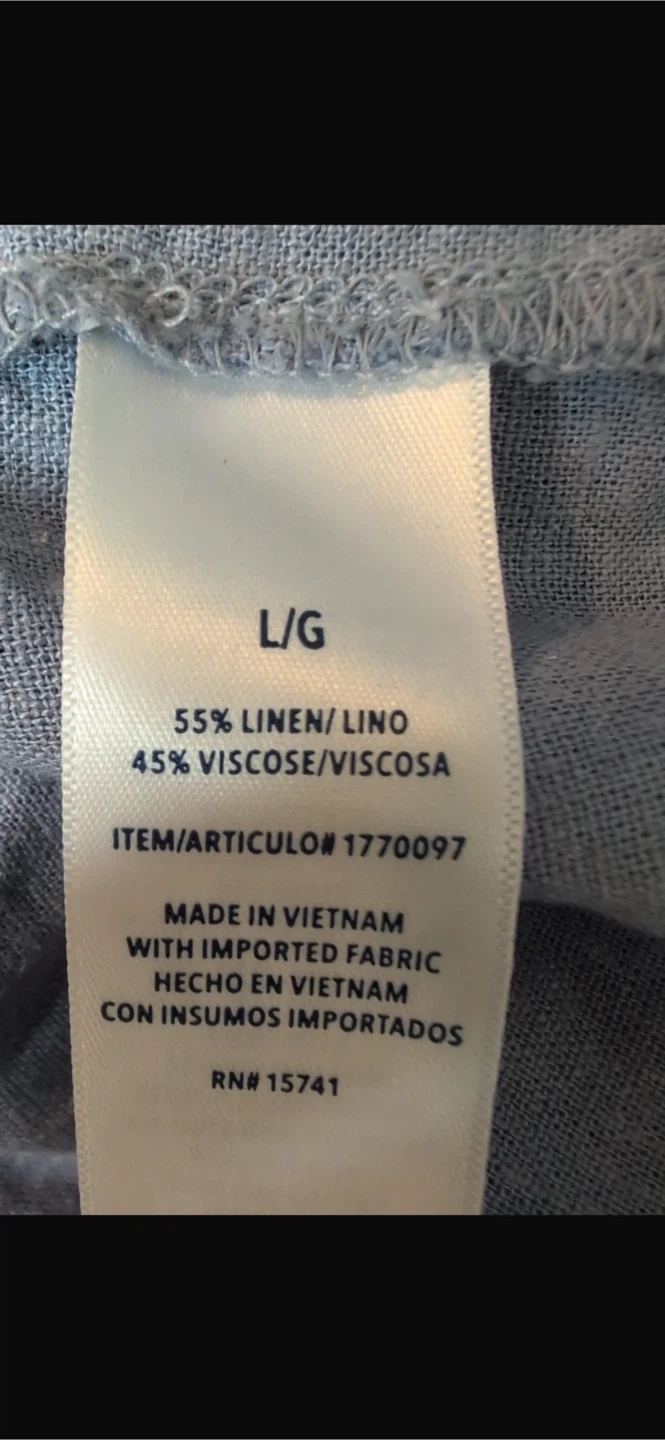 L/G
55% LINEN/ LINO
45% VISCOSE/VISCOSA
ITEM/ARTICULO# 1770097
MADE IN VIETNAM
WITH IMPORTED FABRIC
HECHO EN VIETNAM
CON INSUMOS IMPORTADOS
RN# 15741